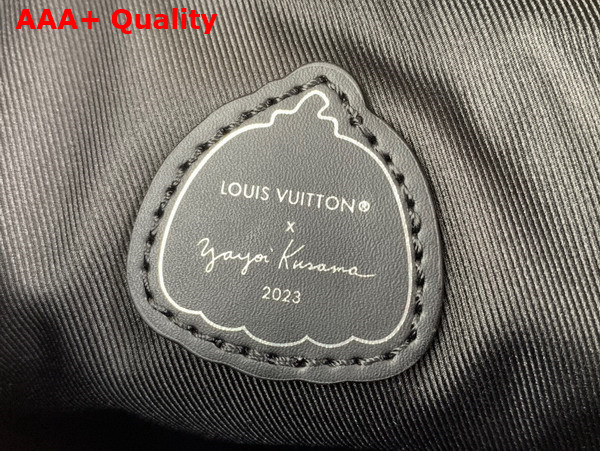 AAA+ Quality
LOUIS VUITTON®
x
Yayoi Kusama
2023